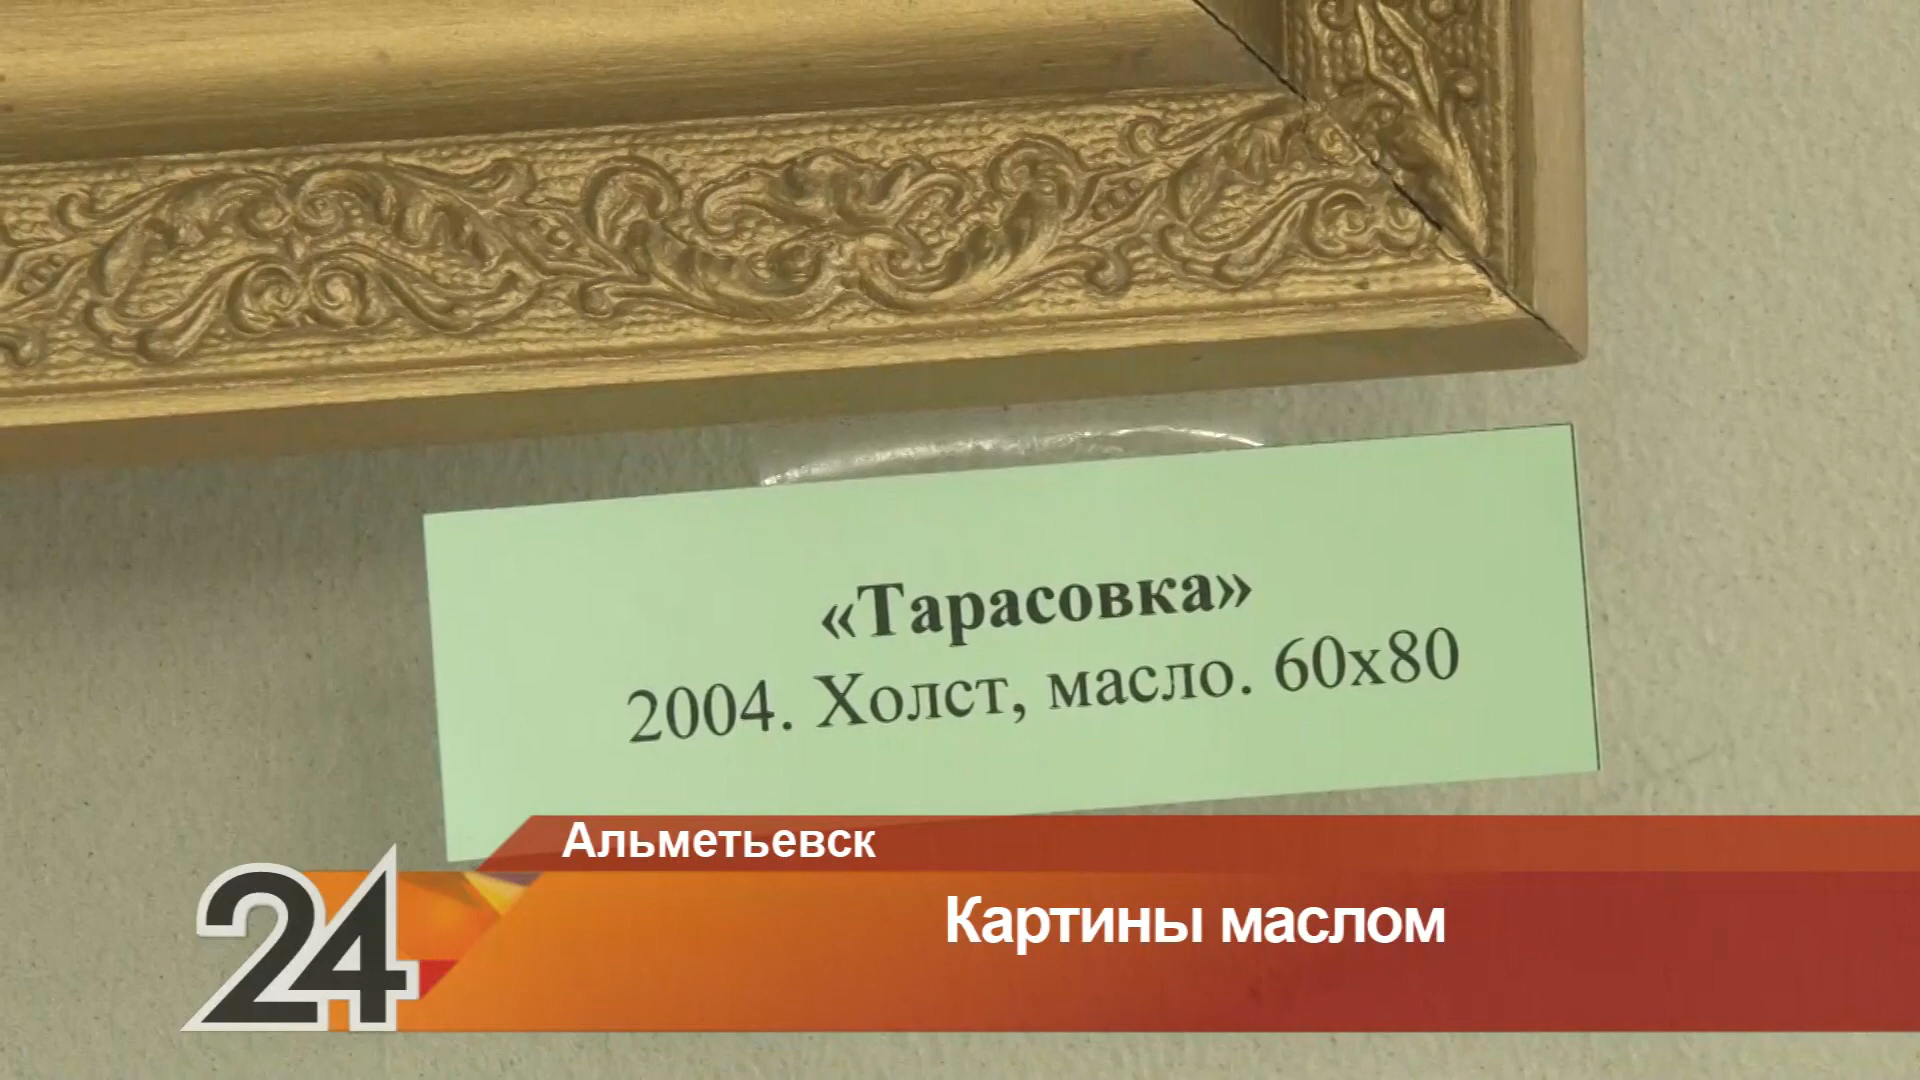 «Тарасовка»
2004. Холст, масло. 60х80
Альметьевск
24
Картины маслом